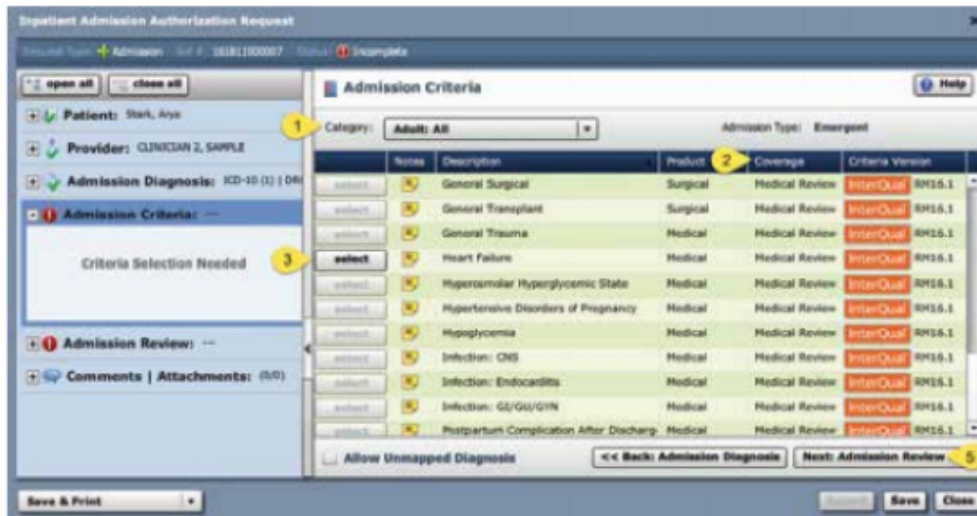 Inpatient Admission Authorization Request
Request Type: Admission Ref #: 161811000007 Status: Incomplete
open all close all
Patient: Stark, Arya
Provider: CLINICIAN 2, SAMPLE
Admission Diagnosis: ICD-10 (1) | DR
Admission Criteria: --
Criteria Selection Needed
Admission Review: --
Comments | Attachments: (0/0)
Admission Criteria Help
1 Category: Adult: All Admission Type: Emergent
Notes Description Product 2 Coverage Criteria Version
select General Surgical Surgical Medical Review InterQual RM16.1
select General Transplant Surgical Medical Review InterQual RM16.1
select General Trauma Medical Medical Review InterQual RM16.1
3 select Heart Failure Medical Medical Review InterQual RM16.1
select Hyperosmolar Hyperglycemic State Medical Medical Review InterQual RM16.1
select Hypertensive Disorders of Pregnancy Medical Medical Review InterQual RM16.1
select Hypoglycemia Medical Medical Review InterQual RM16.1
select Infection: CNS Medical Medical Review InterQual RM16.1
select Infection: Endocarditis Medical Medical Review InterQual RM16.1
select Infection: GI/GU/GYN Medical Medical Review InterQual RM16.1
select Postpartum Complication After Discharg Medical Medical Review InterQual RM16.1
Allow Unmapped Diagnosis << Back: Admission Diagnosis Next: Admission Review 5
Save & Print Submit Save Close